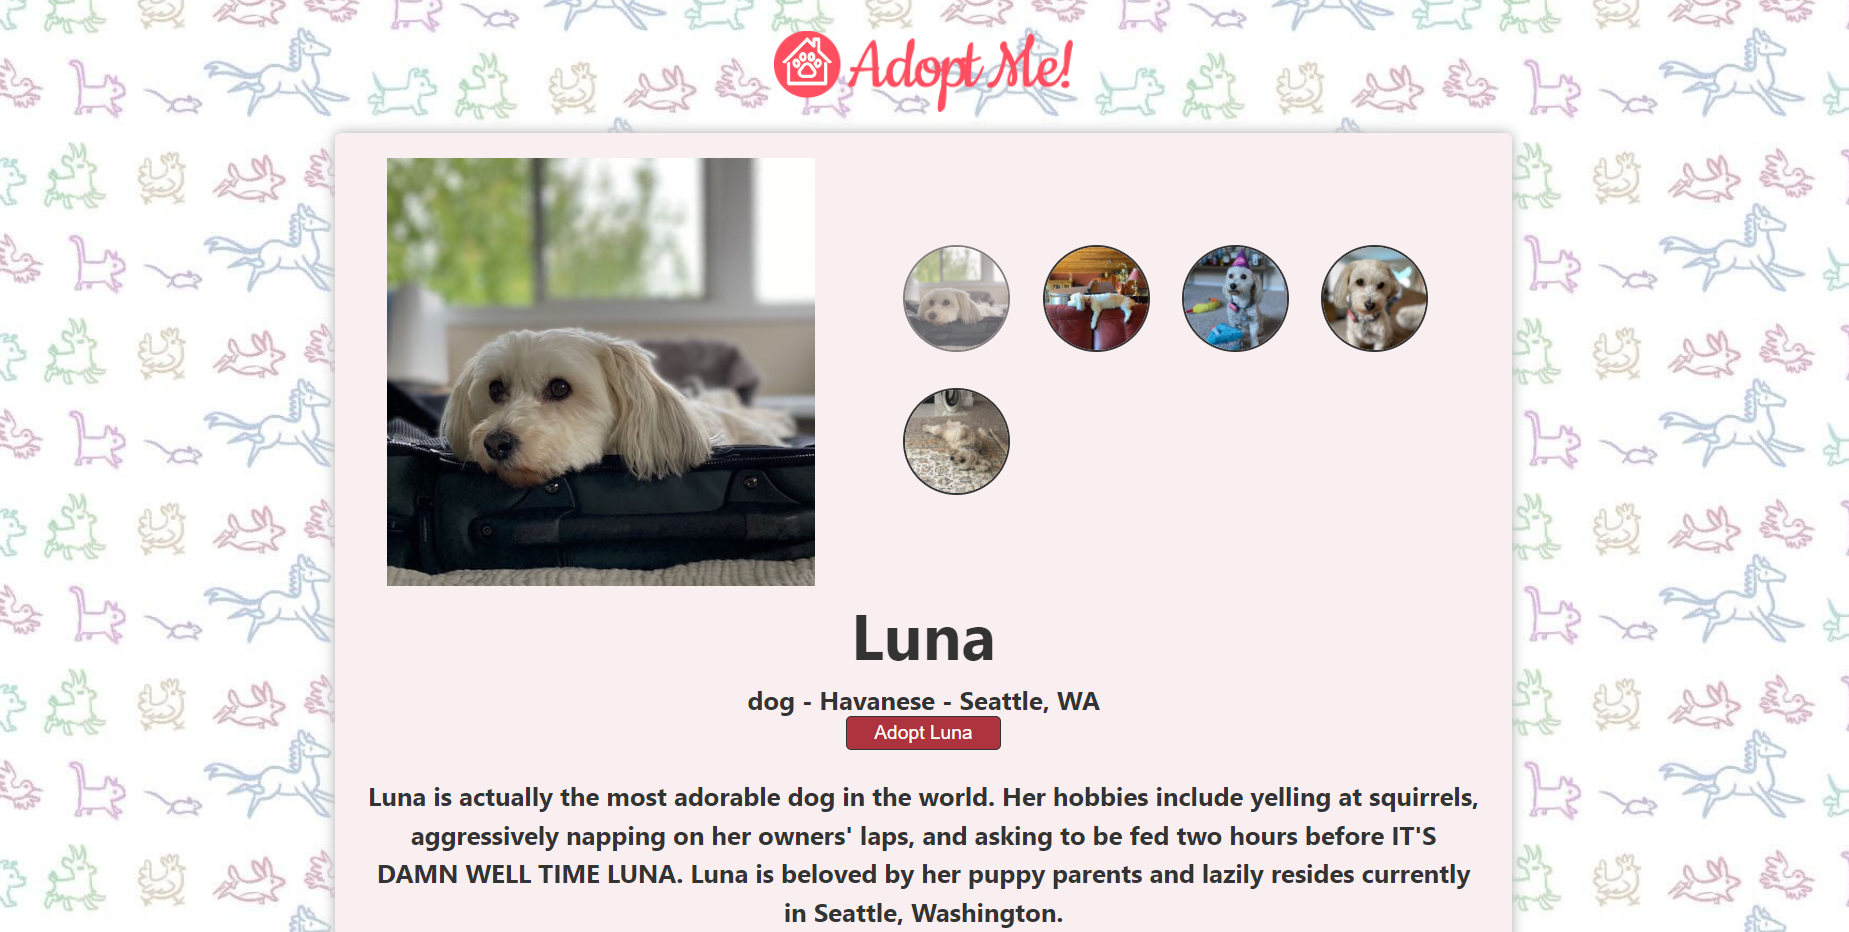 Adopt Me!
Luna
dog - Havanese - Seattle, WA
Adopt Luna
Luna is actually the most adorable dog in the world. Her hobbies include yelling at squirrels,
aggressively napping on her owners' laps, and asking to be fed two hours before IT'S
DAMN WELL TIME LUNA. Luna is beloved by her puppy parents and lazily resides currently
in Seattle, Washington.